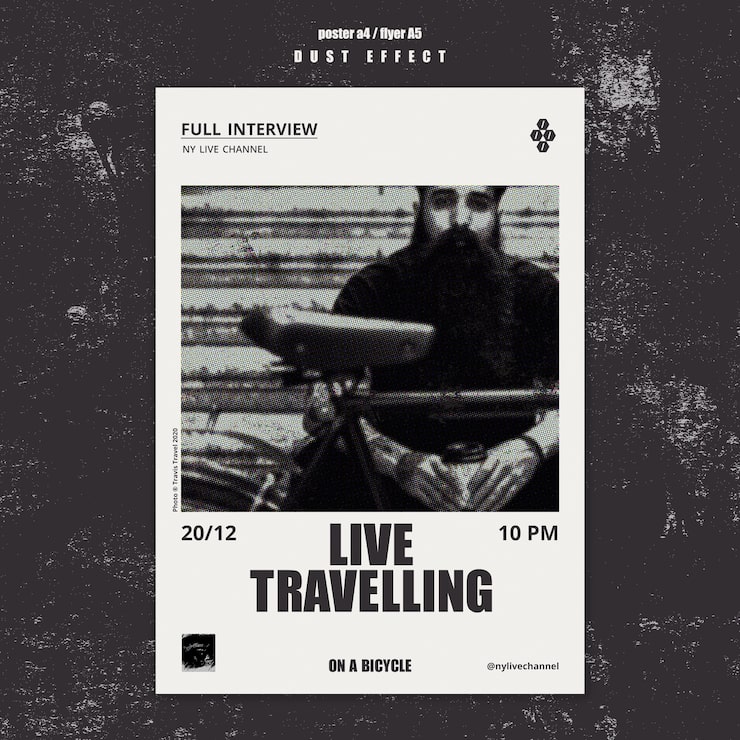 poster a4 / flyer A5
DUST EFFECT
FULL INTERVIEW
NY LIVE CHANNEL
Photo ® Travis Travel 2020
20/12
LIVE
10 PM
TRAVELLING
ON A BICYCLE
@nylivechannel